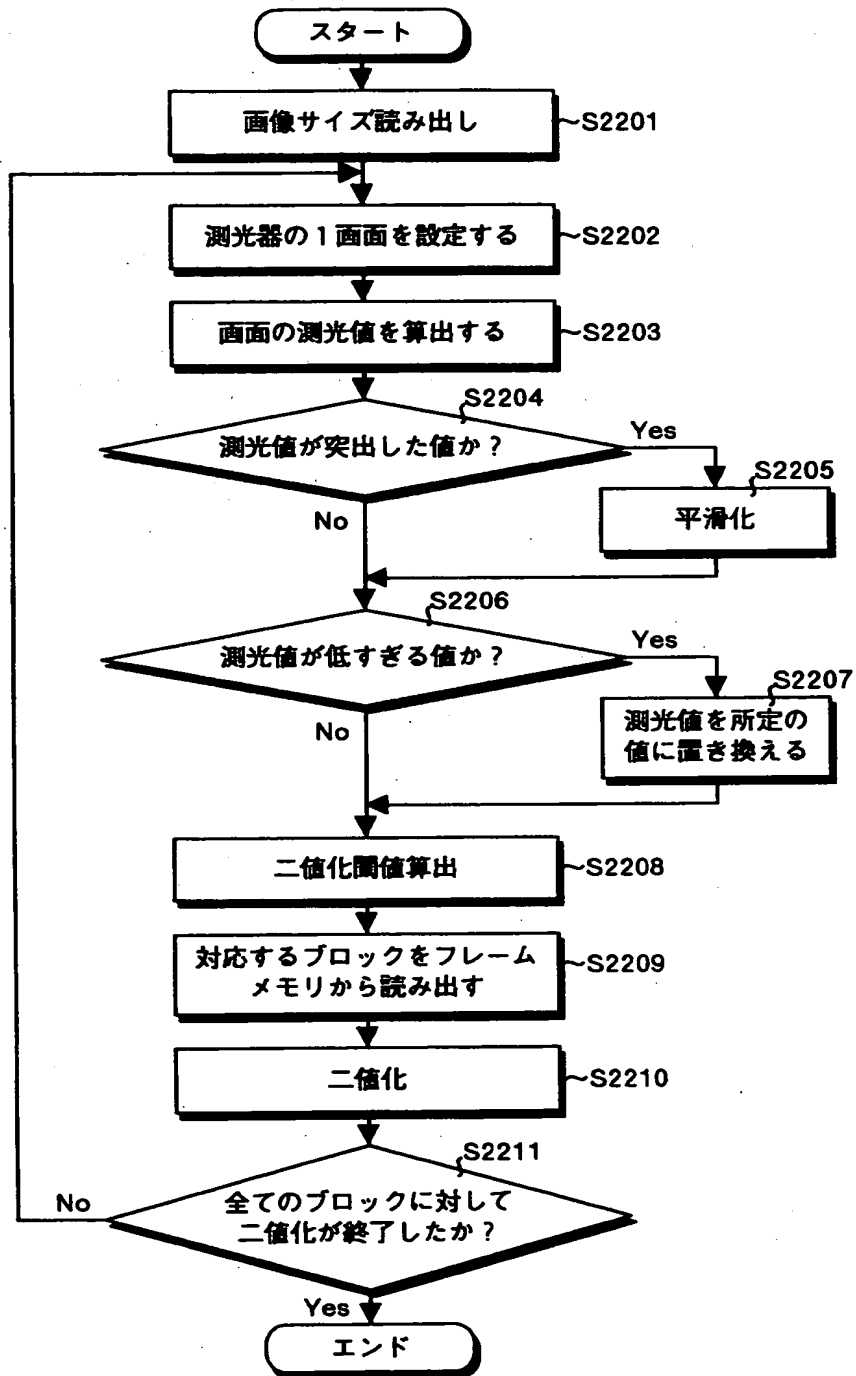 スタート
画像サイズ読み出し
~S2201
測光器の1画面を設定する
~S2202
画面の測光値を算出する
~S2203
S2204
測光値が突出した値か?
Yes
No
S2205
平滑化
S2206
測光値が低すぎる値か?
Yes
No
S2207
測光値を所定の
値に置き換える
二値化閾値算出
~S2208
対応するブロックをフレーム
メモリから読み出す
~S2209
二値化
~S2210
S2211
全てのブロックに対して
二値化が終了したか?
No
Yes
エンド